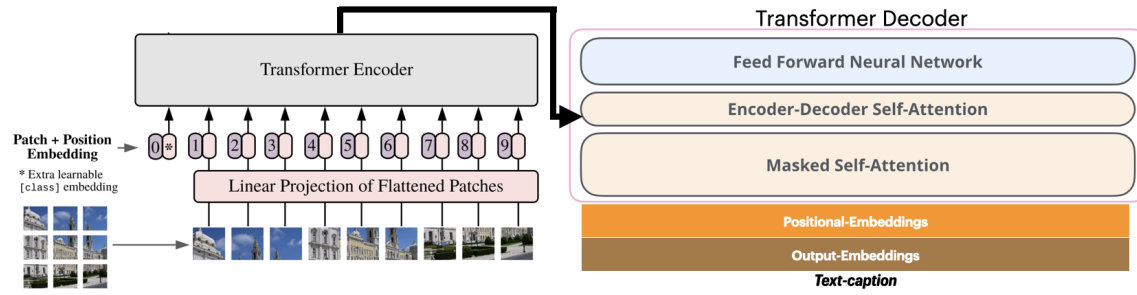 Transformer Decoder
Transformer Encoder
Feed Forward Neural Network
Encoder-Decoder Self-Attention
Masked Self-Attention
Patch + Position
Embedding
0 * 1 2 3 4 5 6 7 8 9
* Extra learnable
[class] embedding
Linear Projection of Flattened Patches
Positional-Embeddings
Output-Embeddings
Text-caption